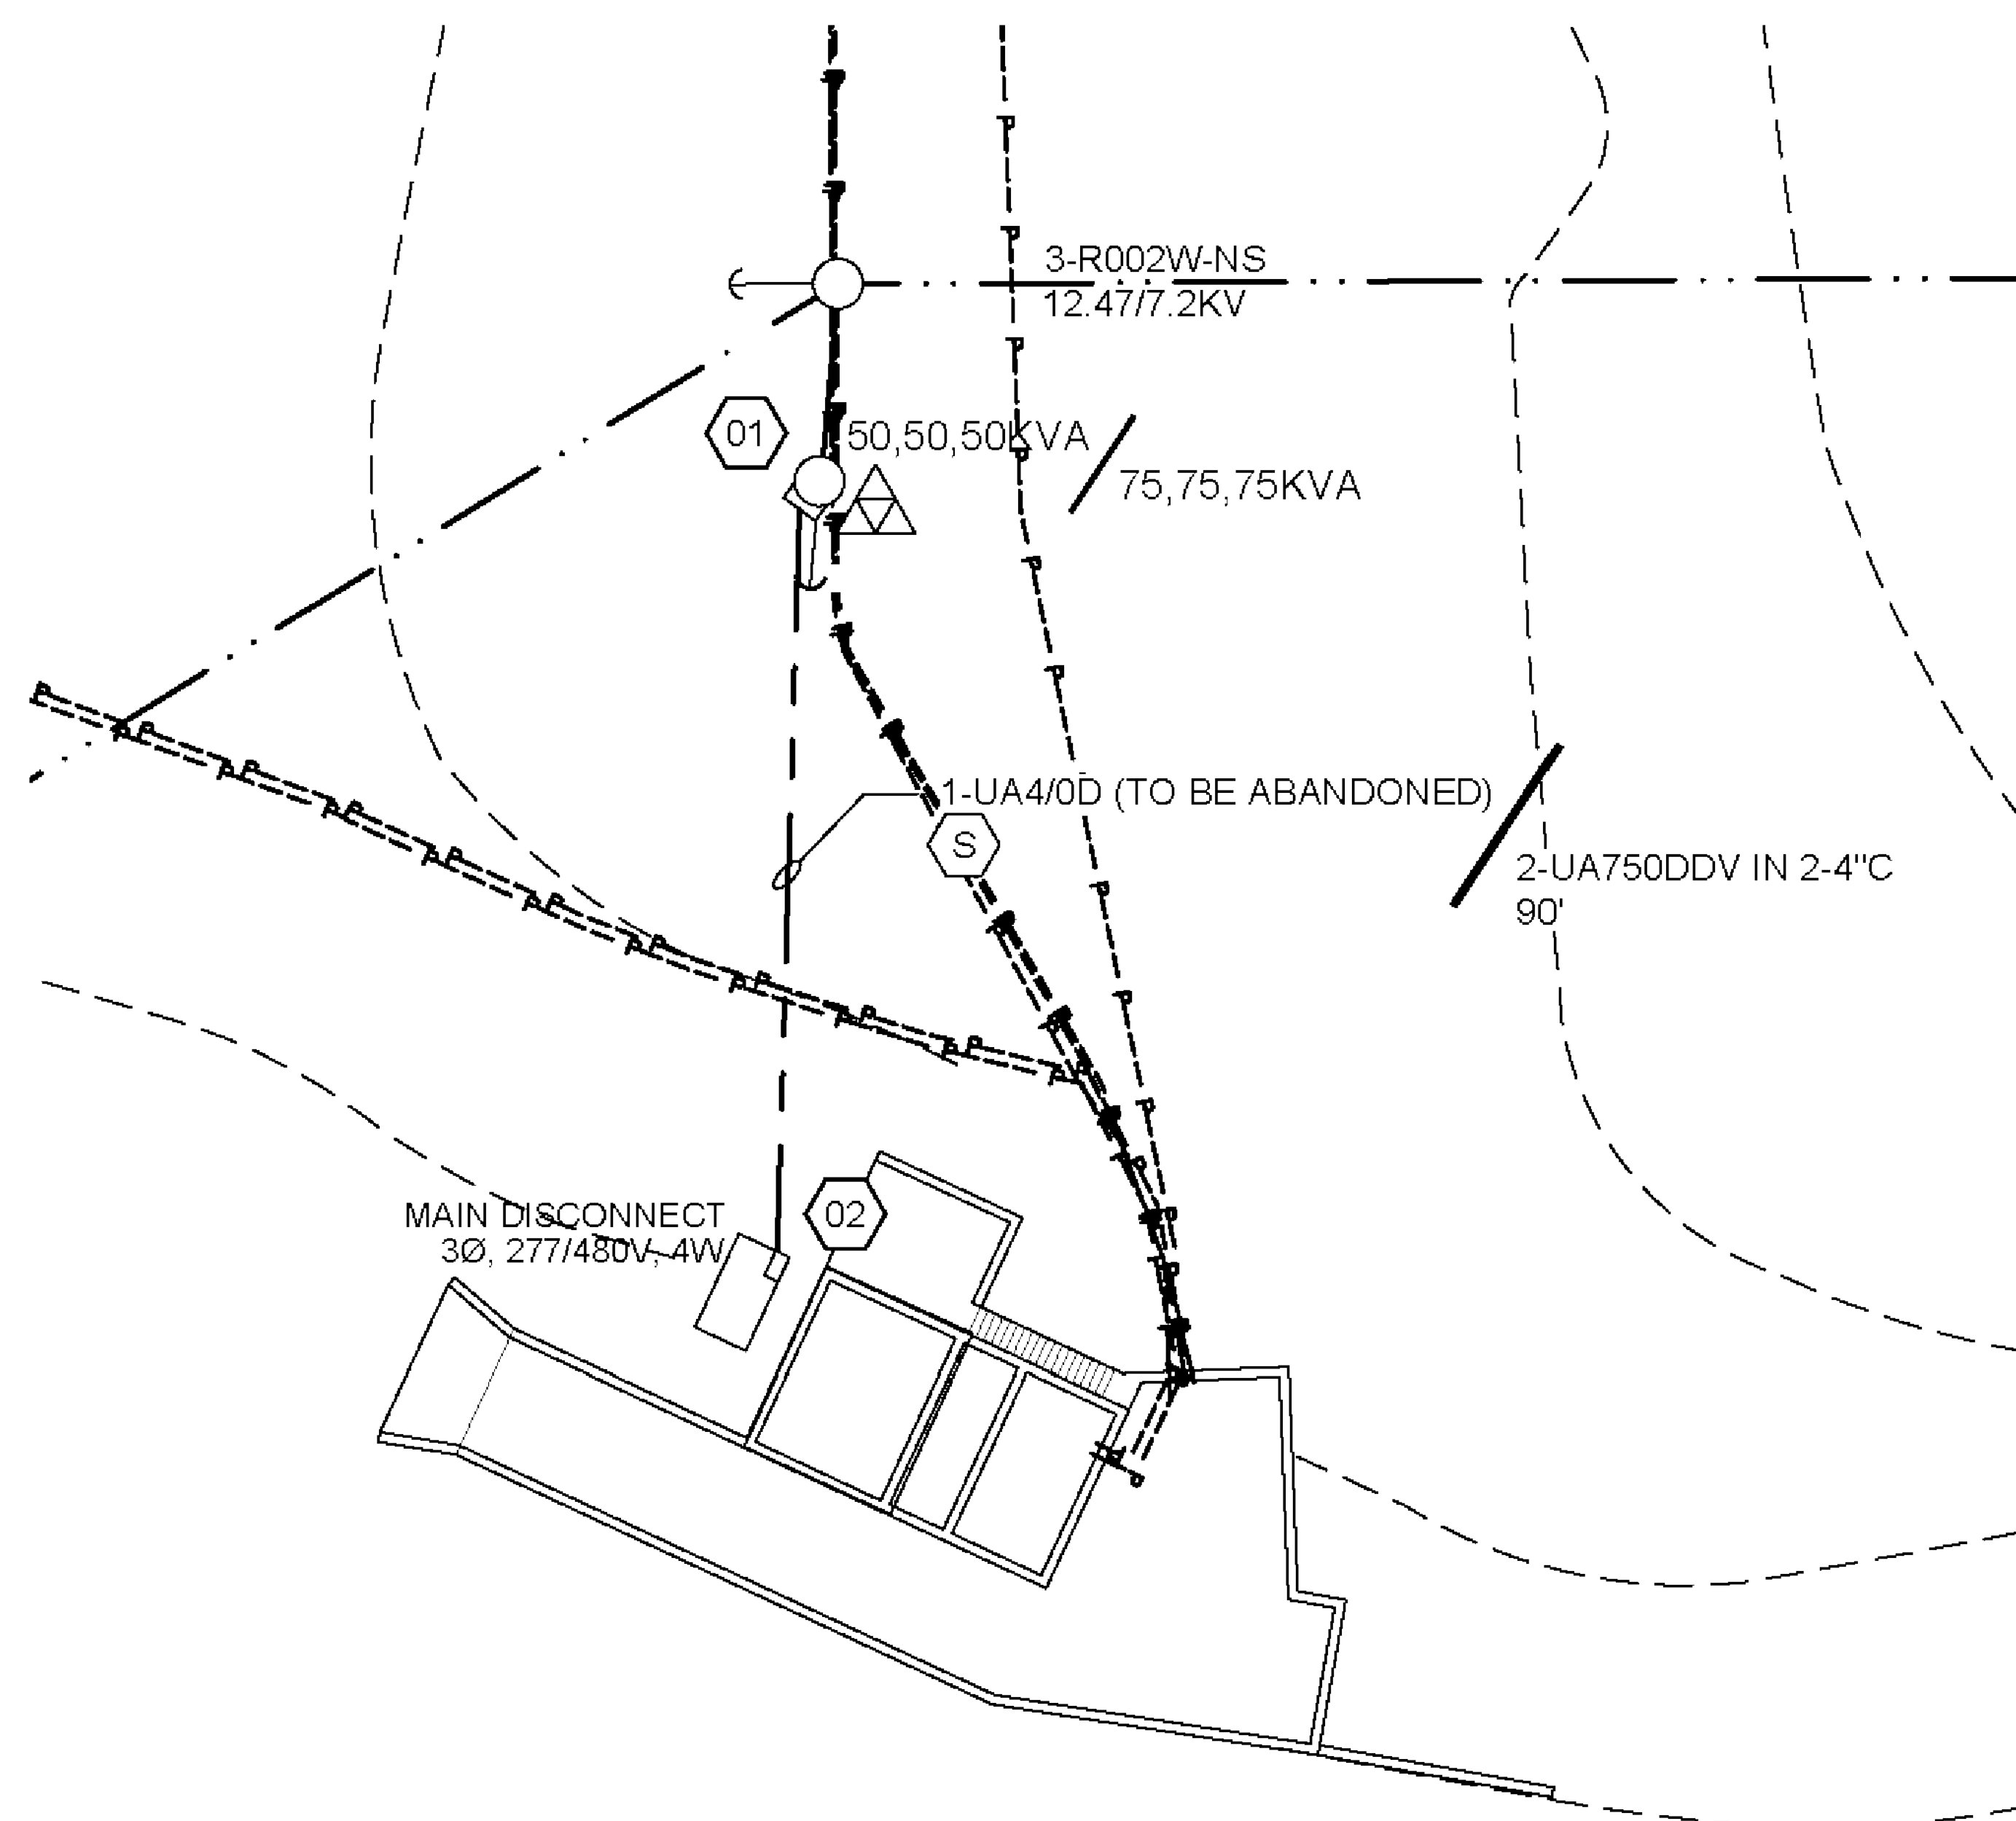 3-R002W-NS
12.47/7.2KV
01
50,50,50KVA
75,75,75KVA
1-UA4/0D (TO BE ABANDONED)
S
2-UA750DDV IN 2-4"C
90'
02
MAIN DISCONNECT
3Ø, 277/480V, 4W